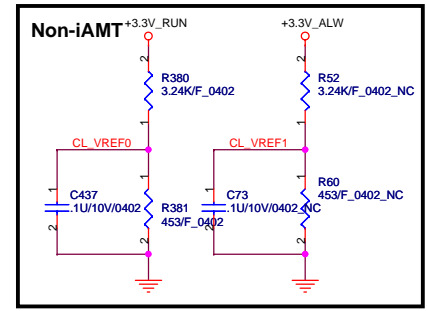 Non-iAMT
+3.3V_RUN
+3.3V_ALW
2
2
R380
3.24K/F_0402
R52
3.24K/F_0402_NC
1
1
CL_VREF0
CL_VREF1
1
1
1
1
C437
.1U/10V/0402
R381
453/F_0402
C73
.1U/10V/0402_NC
R60
453/F_0402_NC
2
2
2
2